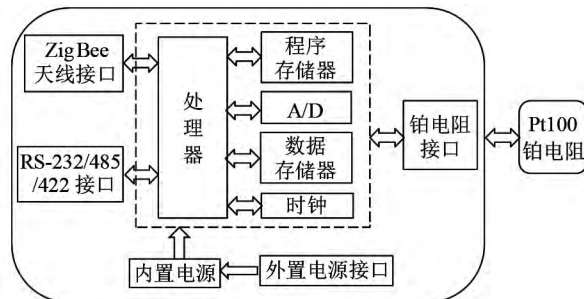 ZigBee
天线接口
RS-232/485
/422 接口
处
理
器
程序
存储器
A/D
数据
存储器
时钟
铂电阻
接口
Pt100
铂电阻
内置电源
外置电源接口